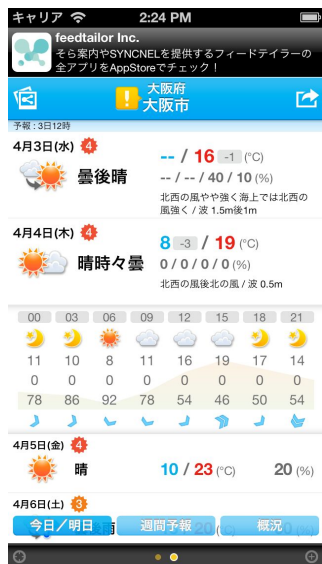 キャリア 2:24 PM
feedtailor Inc.
そら案内やSYNCNELを提供するフィードテイラーの
全アプリをAppStoreでチェック！
大阪府
大阪市
予報 : 3日12時
4月3日(水) 4
曇後晴
-- / 16 -1 (°C)
-- / -- / 40 / 10 (%)
北西の風やや強く海上では北西の
風強く / 波 1.5m後1m
4月4日(木) 4
晴時々曇
8 -3 / 19 (°C)
0 / 0 / 0 / 0 (%)
北西の風後北の風 / 波 0.5m
00 03 06 09 12 15 18 21
11 10 8 11 16 19 17 14
0 0 0 0 0 0 0 0
78 86 92 78 54 46 50 54
4月5日(金) 4
晴
10 / 23 (°C)
20 (%)
4月6日(土) 3
今日／明日 週間予報 概況